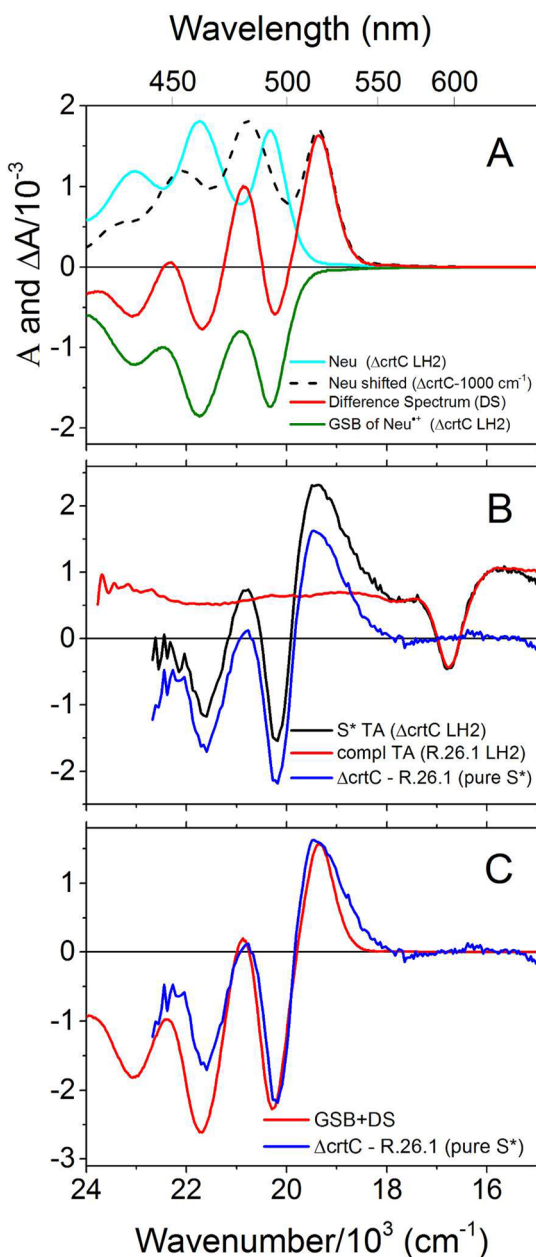 Wavelength (nm)
450 500 550 600
A
2
1
0
-1
-2
A and ΔA/10⁻³
Neu (ΔcrtC LH2)
Neu shifted (ΔcrtC-1000 cm⁻¹)
Difference Spectrum (DS)
GSB of Neu•⁺ (ΔcrtC LH2)
B
2
1
0
-1
-2
S* TA (ΔcrtC LH2)
compl TA (R.26.1 LH2)
ΔcrtC - R.26.1 (pure S*)
C
1
0
-1
-2
-3
GSB+DS
ΔcrtC - R.26.1 (pure S*)
24 22 20 18 16
Wavenumber/10³ (cm⁻¹)